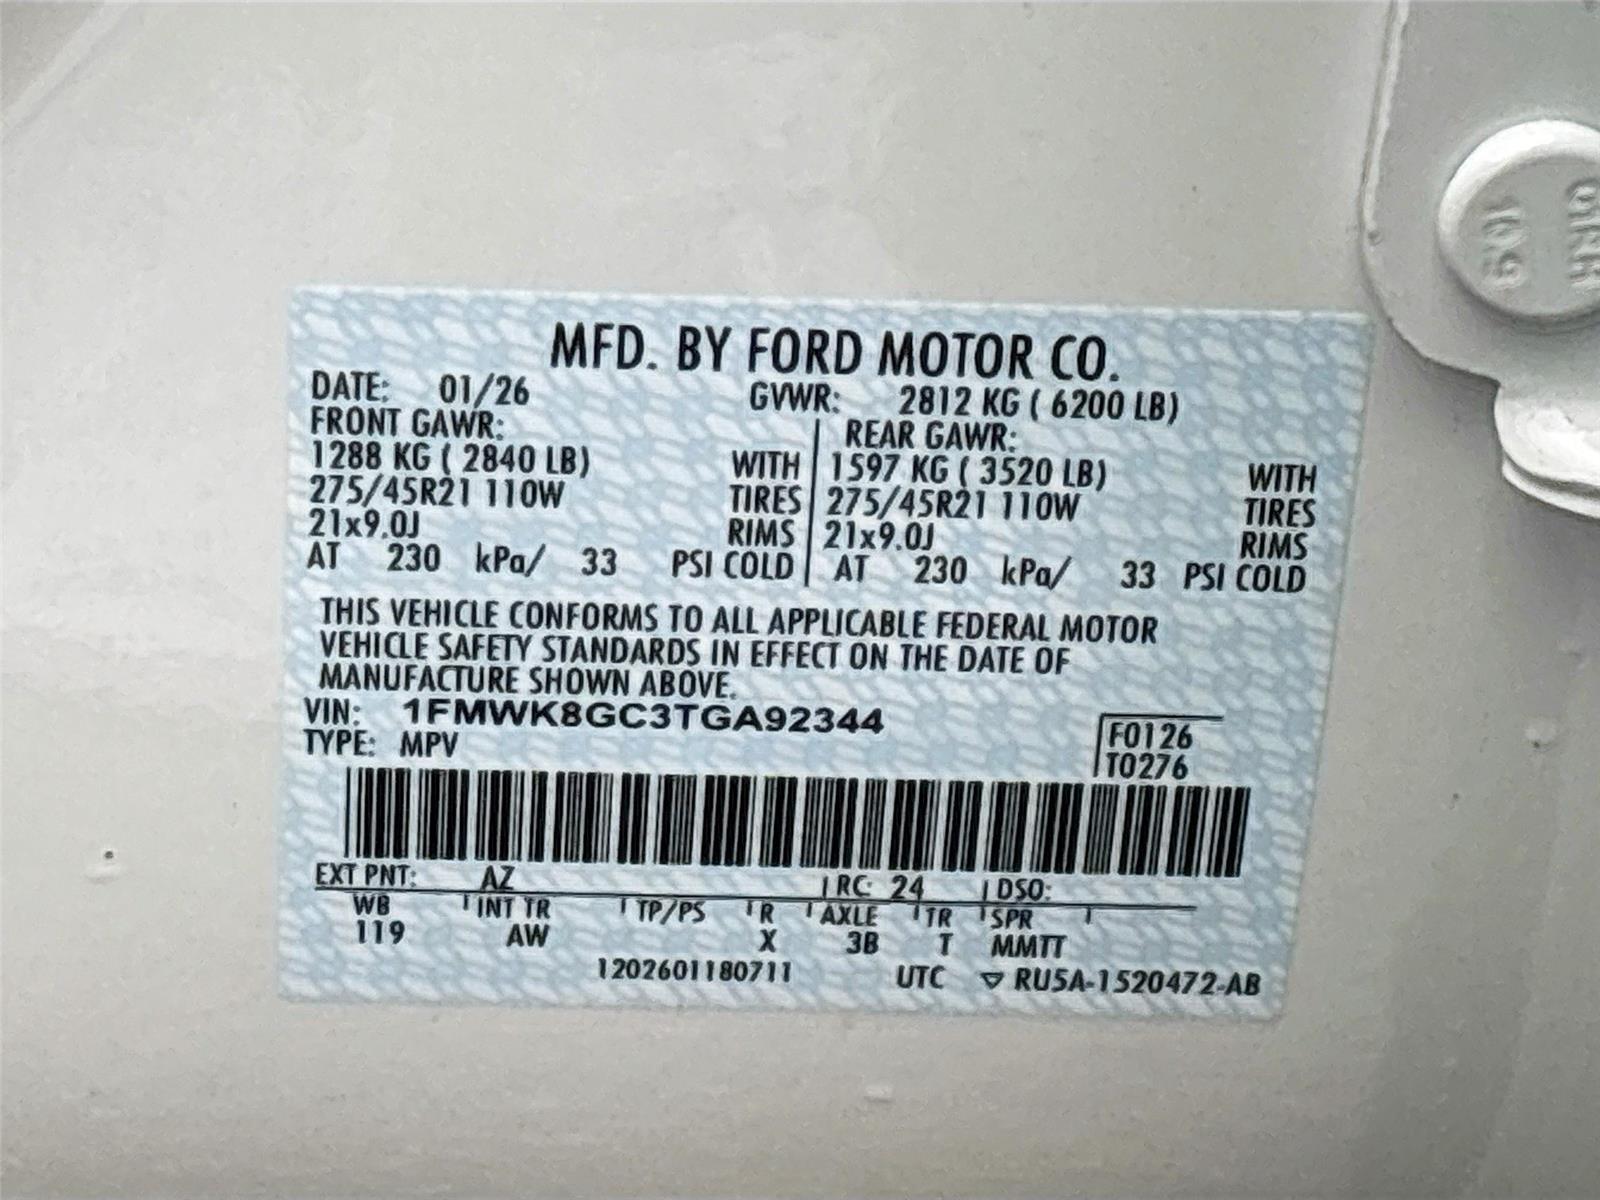 MFD. BY FORD MOTOR CO.
DATE: 01/26 GVWR: 2812 KG ( 6200 LB)
FRONT GAWR: REAR GAWR:
1288 KG ( 2840 LB) WITH 1597 KG ( 3520 LB) WITH
275/45R21 110W TIRES 275/45R21 110W TIRES
21x9.0J RIMS 21x9.0J RIMS
AT 230 kPa/ 33 PSI COLD AT 230 kPa/ 33 PSI COLD
THIS VEHICLE CONFORMS TO ALL APPLICABLE FEDERAL MOTOR
VEHICLE SAFETY STANDARDS IN EFFECT ON THE DATE OF
MANUFACTURE SHOWN ABOVE.
VIN: 1FMWK8GC3TGA92344
TYPE: MPV
F0126
T0276
EXT PNT: AZ RC: 24 DSO:
WB INT TR TP/PS R AXLE TR SPR
119 AW X 3B T MMTT
1202601180711 UTC ▽ RU5A-1520472-AB